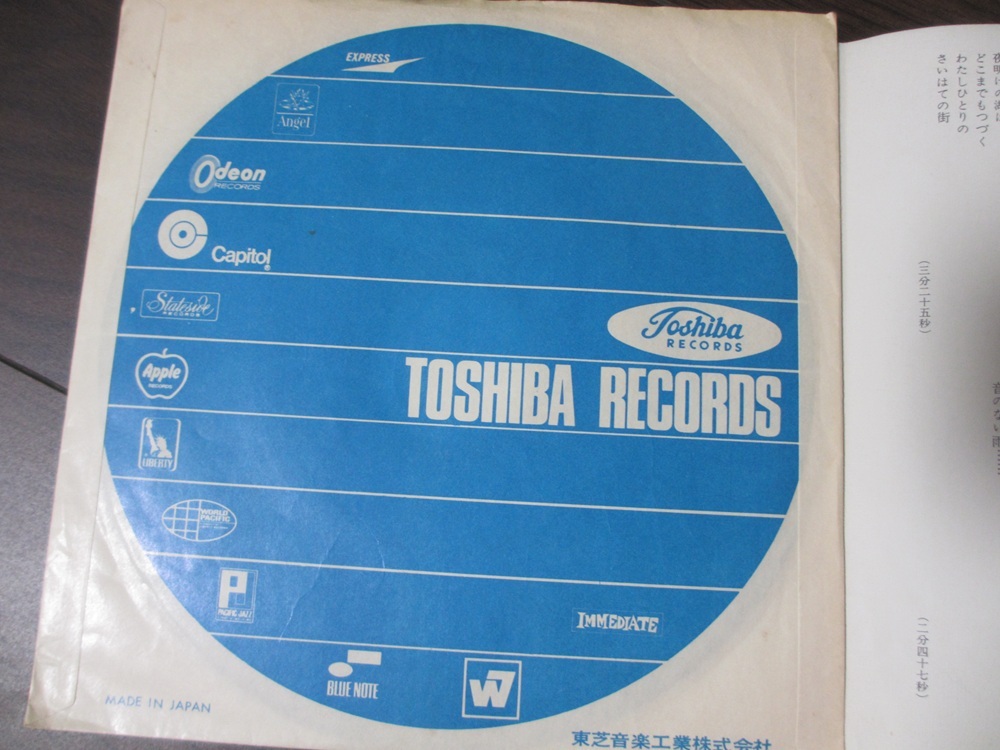 EXPRESS
Angel
Odeon
RECORDS
Capitol
®
Stateside
RECORDS
Toshiba
RECORDS
Apple
RECORDS
TOSHIBA RECORDS
LIBERTY
WORLD
PACIFIC
P
PACIFIC JAZZ
IMMEDIATE
BLUE NOTE
W7
MADE IN JAPAN
東芝音楽工業株式会社
どこまでもつづく
わたしひとりの
さいはての街
(三分二十五秒)
(二分四十七秒)